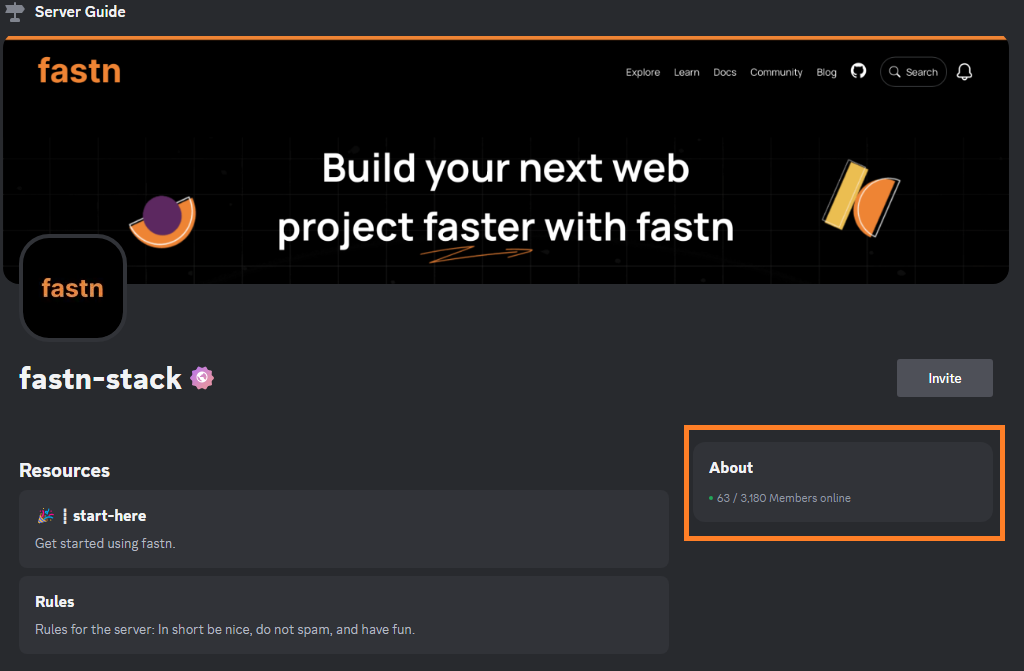 Server Guide
fastn
Explore Learn Docs Community Blog Search
Build your next web
project faster with fastn
fastn
fastn-stack
Invite
Resources
start-here
Get started using fastn.
Rules
Rules for the server: In short be nice, do not spam, and have fun.
About
63 / 3,180 Members online